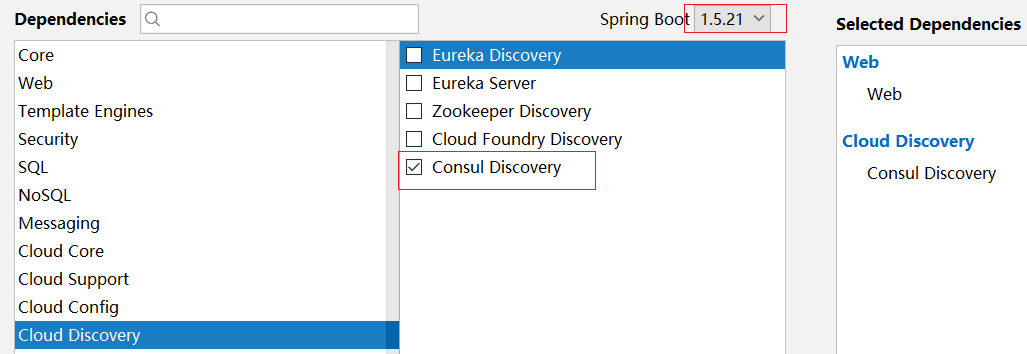 Dependencies
Spring Boot 1.5.21
Core
Web
Template Engines
Security
SQL
NoSQL
Messaging
Cloud Core
Cloud Support
Cloud Config
Cloud Discovery
Eureka Discovery
Eureka Server
Zookeeper Discovery
Cloud Foundry Discovery
Consul Discovery
Selected Dependencies
Web
Web
Cloud Discovery
Consul Discovery